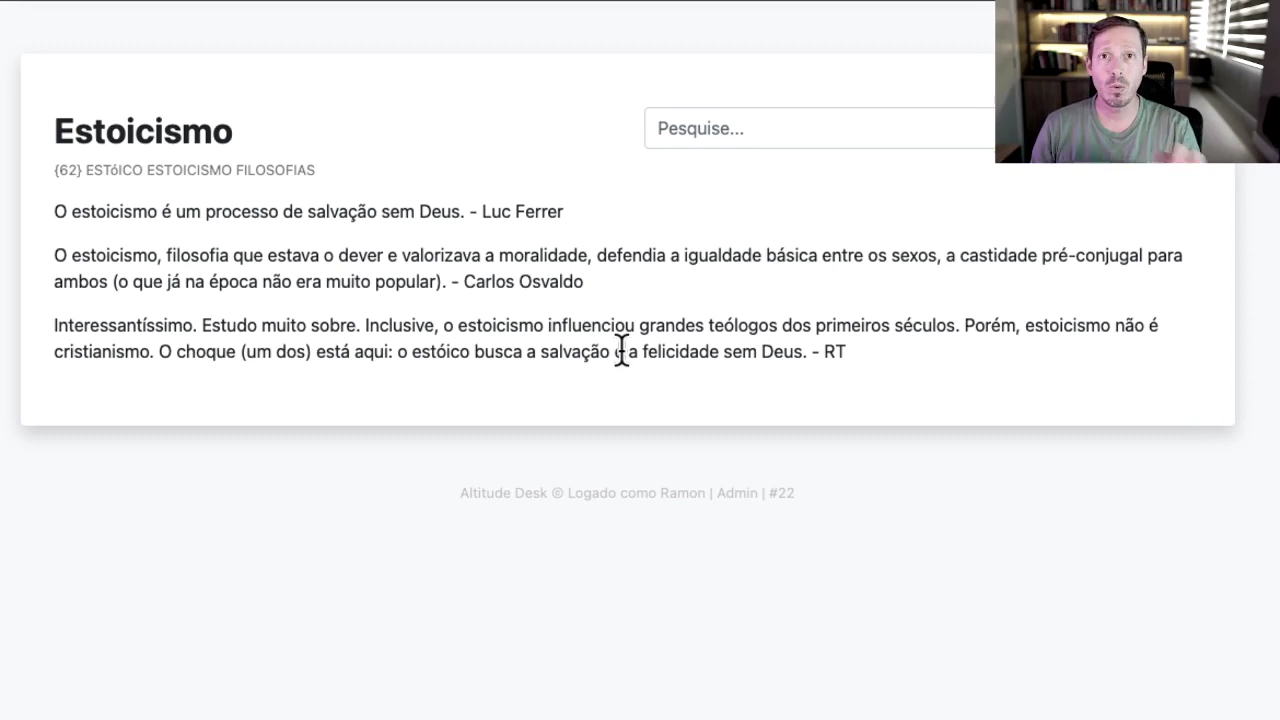 Estoicismo
Pesquise...
{62} ESTóICO ESTOICISMO FILOSOFIAS
O estoicismo é um processo de salvação sem Deus. - Luc Ferrer
O estoicismo, filosofia que estava o dever e valorizava a moralidade, defendia a igualdade básica entre os sexos, a castidade pré-conjugal para
ambos (o que já na época não era muito popular). - Carlos Osvaldo
Interessantíssimo. Estudo muito sobre. Inclusive, o estoicismo influenciou grandes teólogos dos primeiros séculos. Porém, estoicismo não é
cristianismo. O choque (um dos) está aqui: o estóico busca a salvação e a felicidade sem Deus. - RT
Altitude Desk © Logado como Ramon | Admin | #22